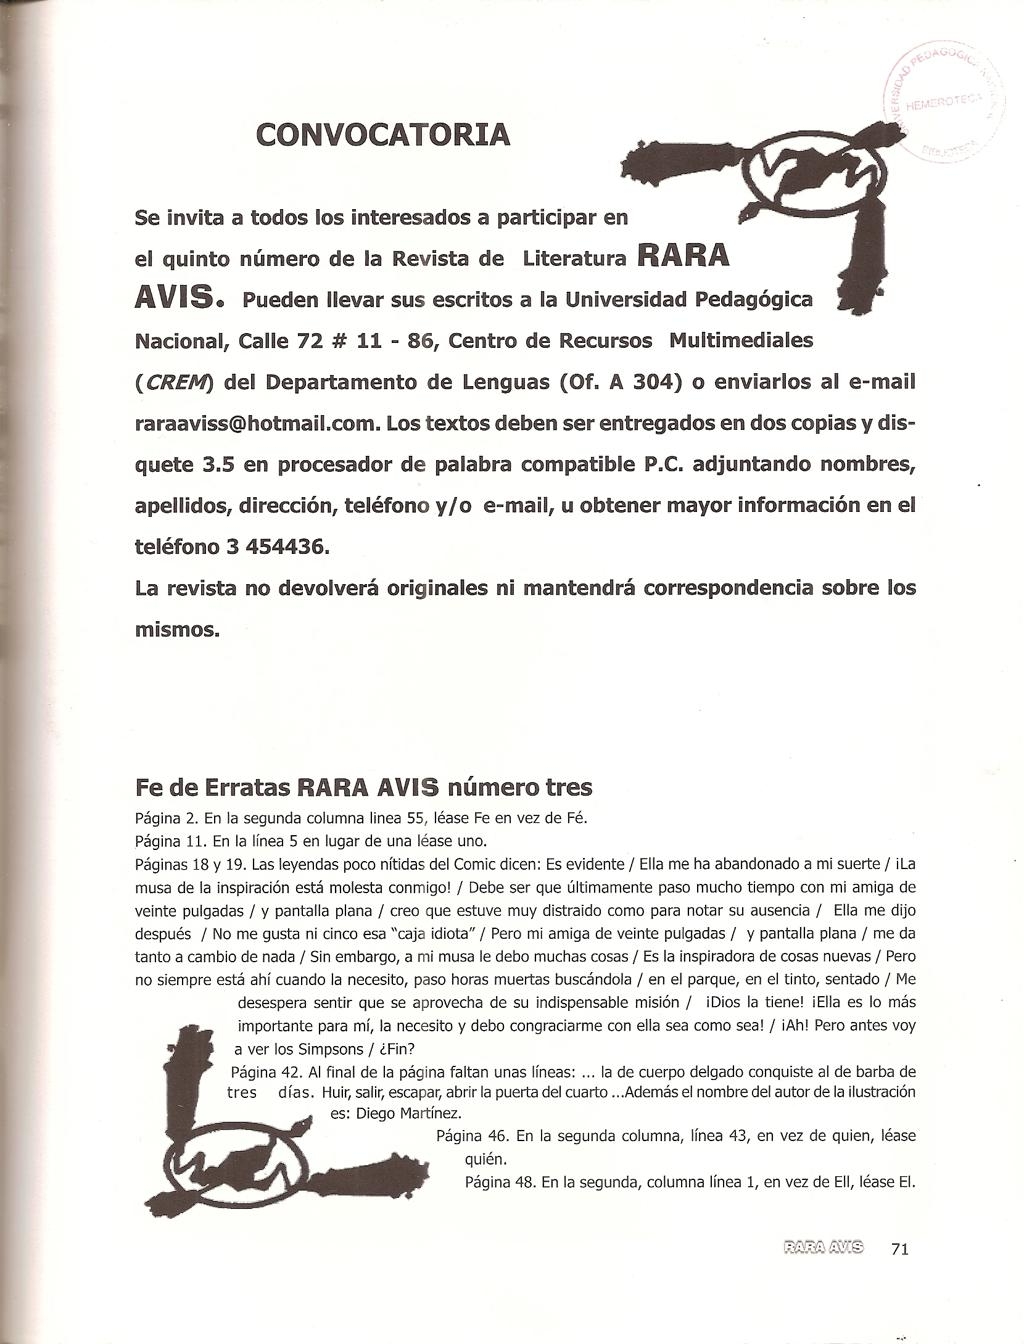 UNIVERSIDAD PEDAGOGICA
HEMEROTECA
BIBLIOTECA
CONVOCATORIA
Se invita a todos los interesados a participar en
el quinto número de la Revista de Literatura RARA
AVIS. Pueden llevar sus escritos a la Universidad Pedagógica
Nacional, Calle 72 # 11 - 86, Centro de Recursos Multimediales
(CREM) del Departamento de Lenguas (Of. A 304) o enviarlos al e-mail
raraaviss@hotmail.com. Los textos deben ser entregados en dos copias y dis-
quete 3.5 en procesador de palabra compatible P.C. adjuntando nombres,
apellidos, dirección, teléfono y/o e-mail, u obtener mayor información en el
teléfono 3 454436.
La revista no devolverá originales ni mantendrá correspondencia sobre los
mismos.
Fe de Erratas RARA AVIS número tres
Página 2. En la segunda columna linea 55, léase Fe en vez de Fé.
Página 11. En la línea 5 en lugar de una léase uno.
Páginas 18 y 19. Las leyendas poco nítidas del Comic dicen: Es evidente / Ella me ha abandonado a mi suerte / ¡La
musa de la inspiración está molesta conmigo! / Debe ser que últimamente paso mucho tiempo con mi amiga de
veinte pulgadas / y pantalla plana / creo que estuve muy distraido como para notar su ausencia / Ella me dijo
después / No me gusta ni cinco esa "caja idiota" / Pero mi amiga de veinte pulgadas / y pantalla plana / me da
tanto a cambio de nada / Sin embargo, a mi musa le debo muchas cosas / Es la inspiradora de cosas nuevas / Pero
no siempre está ahí cuando la necesito, paso horas muertas buscándola / en el parque, en el tinto, sentado / Me
desespera sentir que se aprovecha de su indispensable misión / ¡Dios la tiene! ¡Ella es lo más
importante para mí, la necesito y debo congraciarme con ella sea como sea! / ¡Ah! Pero antes voy
a ver los Simpsons / ¿Fin?
Página 42. Al final de la página faltan unas líneas: ... la de cuerpo delgado conquiste al de barba de
tres días. Huir, salir, escapar, abrir la puerta del cuarto ...Además el nombre del autor de la ilustración
es: Diego Martínez.
Página 46. En la segunda columna, línea 43, en vez de quien, léase
quién.
Página 48. En la segunda, columna línea 1, en vez de Ell, léase El.
RARA AVIS 71